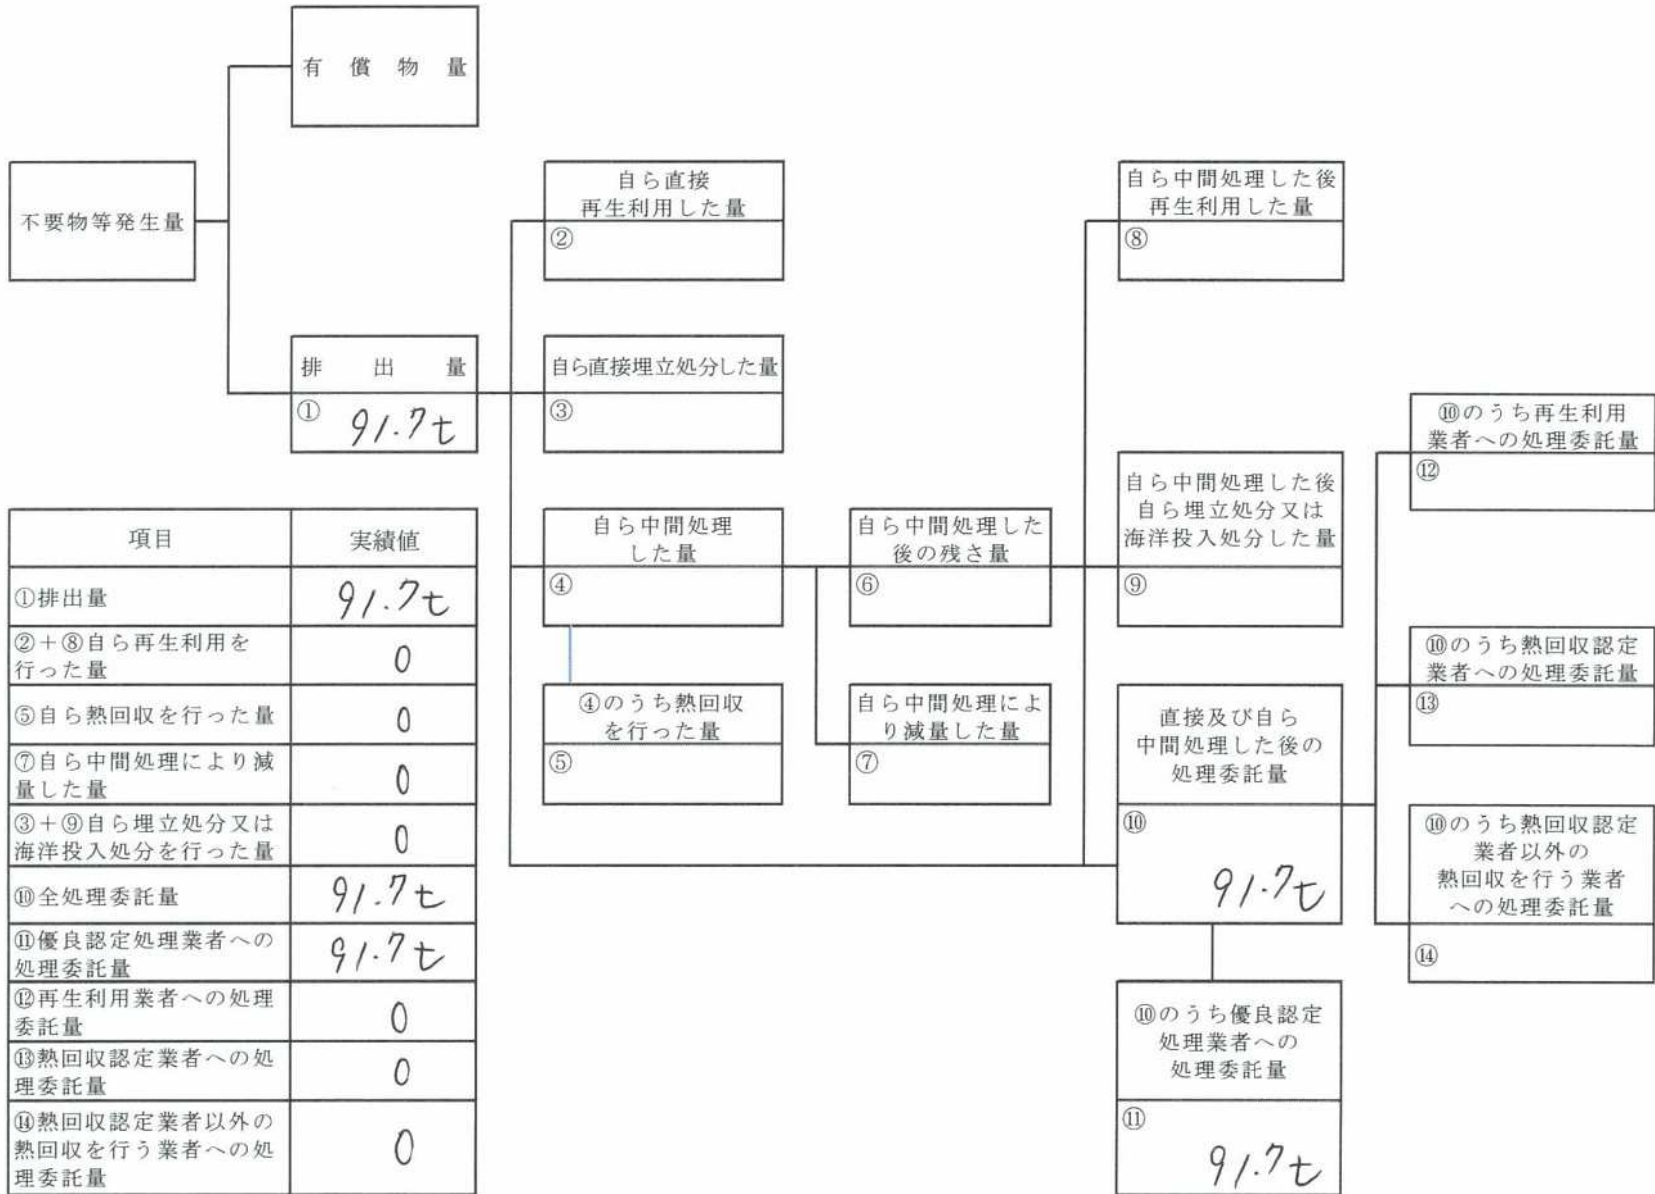 有償物量
不要物等発生量
自ら直接
再生利用した量
②
自ら中間処理した後
再生利用した量
⑧
排出量
① 91.7t
自ら直接埋立処分した量
③
⑩のうち再生利用
業者への処理委託量
⑫
自ら中間処理
した量
④
自ら中間処理した
後の残さ量
⑥
自ら中間処理した後
自ら埋立処分又は
海洋投入処分した量
⑨
⑩のうち熱回収認定
業者への処理委託量
⑬
④のうち熱回収
を行った量
⑤
自ら中間処理によ
り減量した量
⑦
直接及び自ら
中間処理した後の
処理委託量
⑩
91.7t
⑩のうち熱回収認定
業者以外の
熱回収を行う業者
への処理委託量
⑭
⑩のうち優良認定
処理業者への
処理委託量
⑪
91.7t
項目 実績値
①排出量 91.7t
②+⑧自ら再生利用を
行った量 0
⑤自ら熱回収を行った量 0
⑦自ら中間処理により減
量した量 0
③+⑨自ら埋立処分又は
海洋投入処分を行った量 0
⑩全処理委託量 91.7t
⑪優良認定処理業者への
処理委託量 91.7t
⑫再生利用業者への処理
委託量 0
⑬熱回収認定業者への処
理委託量 0
⑭熱回収認定業者以外の
熱回収を行う業者への処
理委託量 0